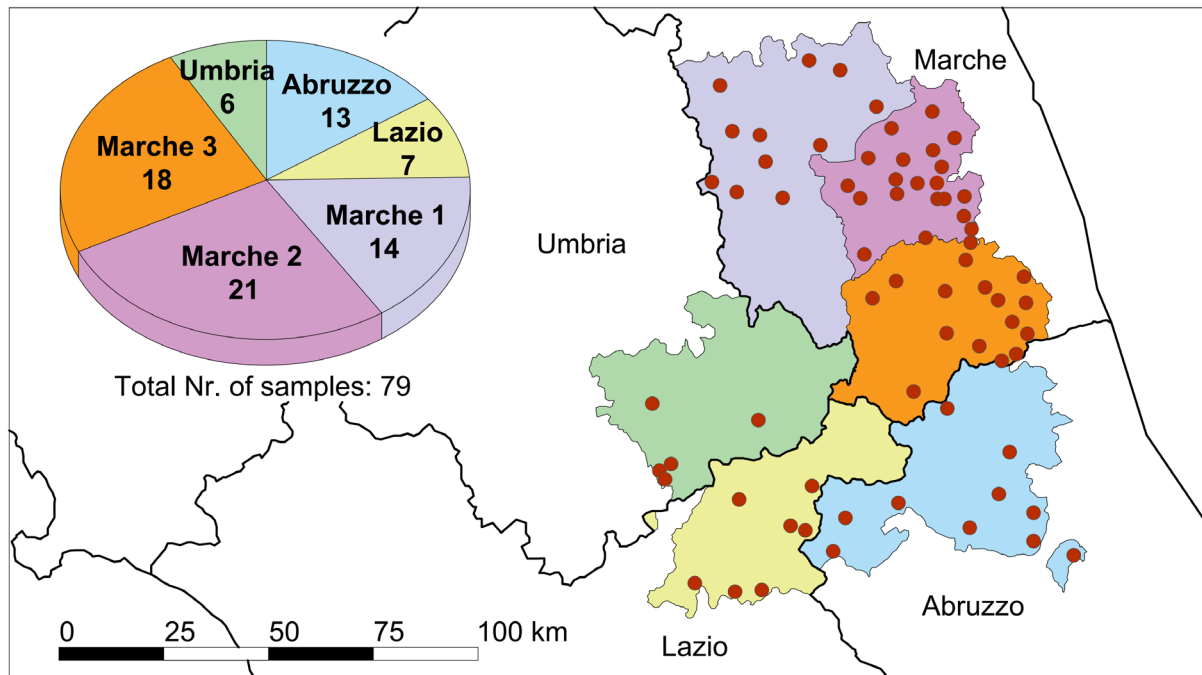 Umbria
6
Abruzzo
13
Lazio
7
Marche 3
18
Marche 1
14
Marche 2
21
Total Nr. of samples: 79
Marche
Umbria
Abruzzo
Lazio
0 25 50 75 100 km